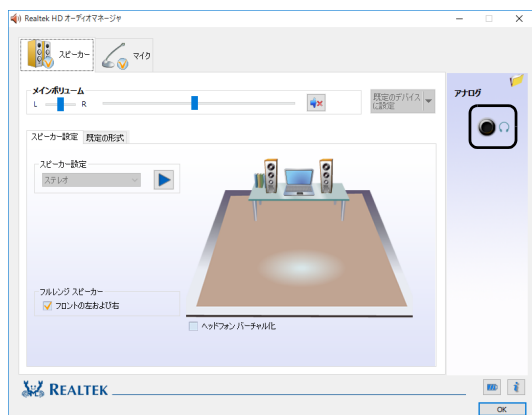 Realtek HD オーディオマネージャ
スピーカー
マイク
メインボリューム
L
R
既定のデバイス
に設定
アナログ
スピーカー設定
既定の形式
スピーカー設定
ステレオ
フルレンジ スピーカー
フロントの左および右
ヘッドフォン バーチャル化
REALTEK
OK